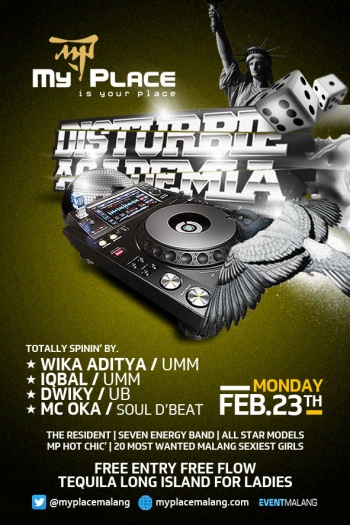 MY PLACE
is your place
DISTURBLE
ACADEMIA
TOTALLY SPININ' BY.
★ WIKA ADITYA / UMM
★ IQBAL / UMM
★ DWIKY / UB
★ MC OKA / SOUL D'BEAT
MONDAY
FEB.23TH
THE RESIDENT | SEVEN ENERGY BAND | ALL STAR MODELS
MP HOT CHIC' | 20 MOST WANTED MALANG SEXIEST GIRLS
FREE ENTRY FREE FLOW
TEQUILA LONG ISLAND FOR LADIES
@myplacemalang myplacemalang.com EVENTMALANG